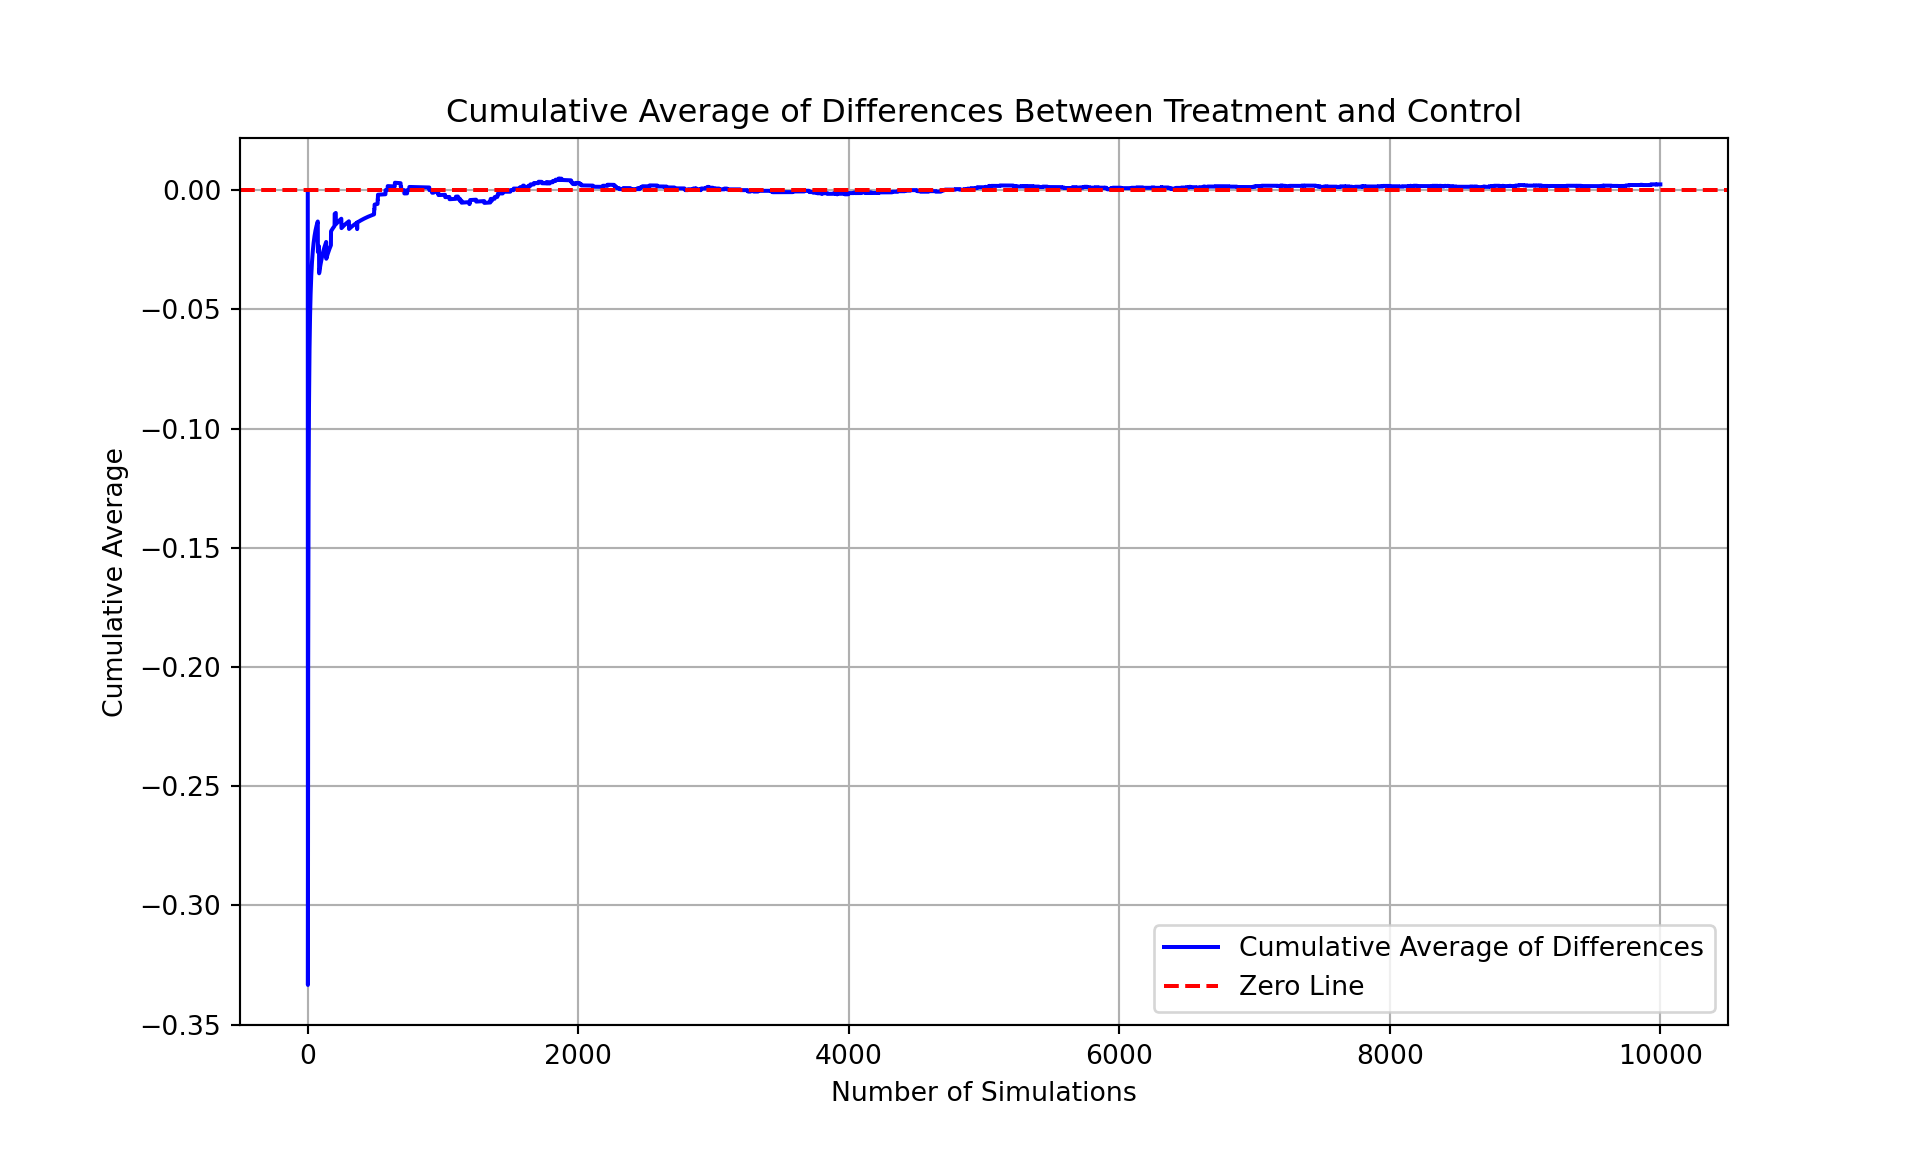 Cumulative Average of Differences Between Treatment and Control
Cumulative Average
0.00
−0.05
−0.10
−0.15
−0.20
−0.25
−0.30
−0.35
0 2000 4000 6000 8000 10000
Number of Simulations
Cumulative Average of Differences
Zero Line